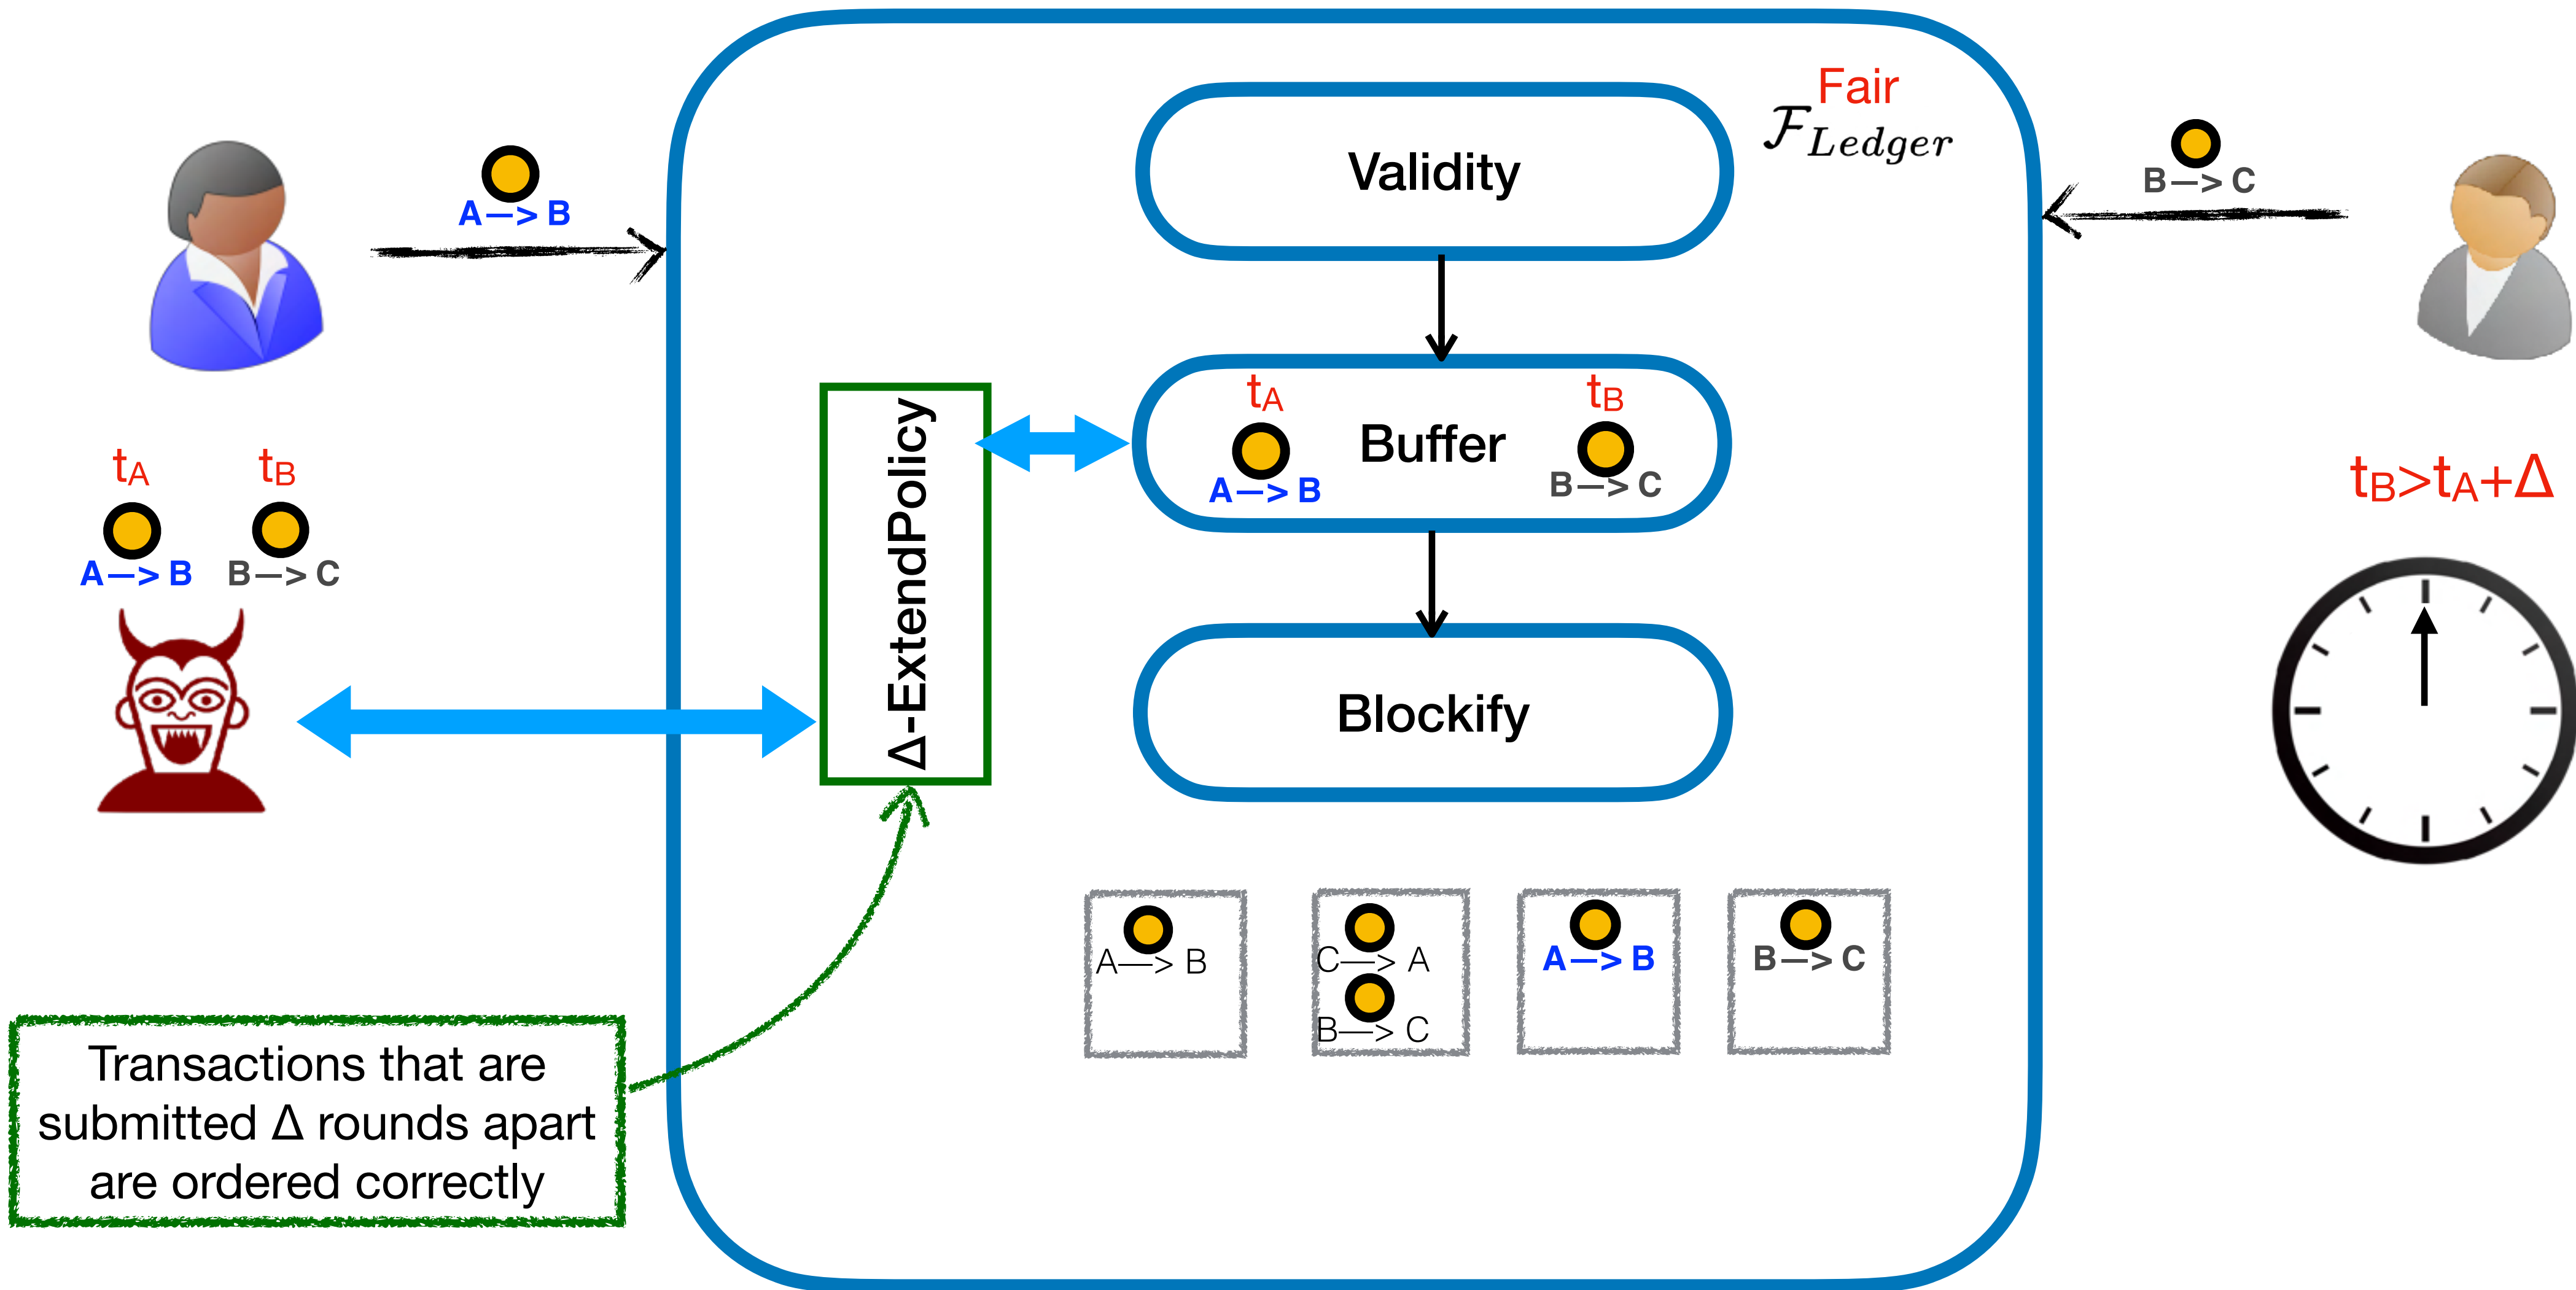 Fair
𝓕Ledger
Validity
A—> B
B—> C
tA
tB
Buffer
A—> B
B—> C
Δ-ExtendPolicy
tA
tB
A—> B
B—> C
tB>tA+Δ
Blockify
A—> B
C—> A
B—> C
A—> B
B—> C
Transactions that are
submitted Δ rounds apart
are ordered correctly